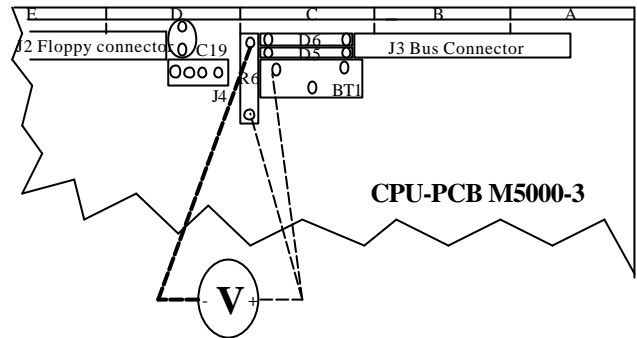 E D C B A
J2 Floppy connector C19 D6 J3 Bus Connector
D5
J4 R6 BT1
CPU-PCB M5000-3
- V +